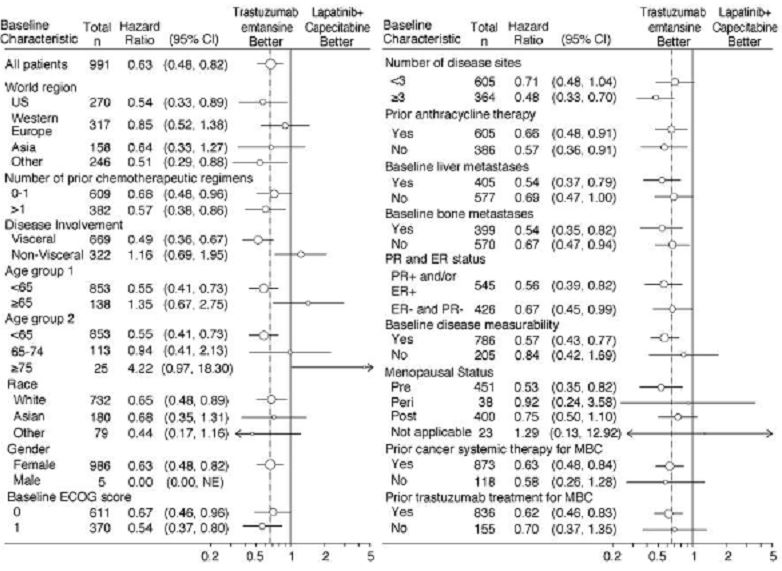 Baseline Characteristic Total n Hazard Ratio (95% CI) Trastuzumab emtansine Better Lapatinib+ Capecitabine Better
All patients 991 0.63 (0.48, 0.82)
World region
US 270 0.54 (0.33, 0.89)
Western Europe 317 0.85 (0.52, 1.38)
Asia 158 0.64 (0.33, 1.27)
Other 246 0.51 (0.29, 0.88)
Number of prior chemotherapeutic regimens
0-1 609 0.68 (0.48, 0.96)
>1 382 0.57 (0.38, 0.86)
Disease Involvement
Visceral 669 0.49 (0.36, 0.67)
Non-Visceral 322 1.16 (0.69, 1.95)
Age group 1
<65 853 0.55 (0.41, 0.73)
≥65 138 1.35 (0.67, 2.75)
Age group 2
<65 853 0.55 (0.41, 0.73)
65-74 113 0.94 (0.41, 2.13)
≥75 25 4.22 (0.97, 18.30)
Race
White 732 0.65 (0.48, 0.89)
Asian 180 0.68 (0.35, 1.31)
Other 79 0.44 (0.17, 1.16)
Gender
Female 986 0.63 (0.48, 0.82)
Male 5 0.00 (0.00, NE)
Baseline ECOG score
0 611 0.67 (0.46, 0.96)
1 370 0.54 (0.37, 0.80)
0.2 0.5 1 2 5
Baseline Characteristic Total n Hazard Ratio (95% CI) Trastuzumab emtansine Better Lapatinib+ Capecitabine Better
Number of disease sites
<3 605 0.71 (0.48, 1.04)
≥3 364 0.48 (0.33, 0.70)
Prior anthracycline therapy
Yes 605 0.66 (0.48, 0.91)
No 386 0.57 (0.36, 0.91)
Baseline liver metastases
Yes 405 0.54 (0.37, 0.79)
No 577 0.69 (0.47, 1.00)
Baseline bone metastases
Yes 399 0.54 (0.35, 0.82)
No 570 0.67 (0.47, 0.94)
PR and ER status
PR+ and/or ER+ 545 0.56 (0.39, 0.82)
ER- and PR- 426 0.67 (0.45, 0.99)
Baseline disease measurability
Yes 786 0.57 (0.43, 0.77)
No 205 0.84 (0.42, 1.69)
Menopausal Status
Pre 451 0.53 (0.35, 0.82)
Peri 38 0.92 (0.24, 3.58)
Post 400 0.75 (0.50, 1.10)
Not applicable 23 1.29 (0.13, 12.92)
Prior cancer systemic therapy for MBC
Yes 873 0.63 (0.48, 0.84)
No 118 0.58 (0.26, 1.28)
Prior trastuzumab treatment for MBC
Yes 836 0.62 (0.46, 0.83)
No 155 0.70 (0.37, 1.35)
0.2 0.5 1 2 5